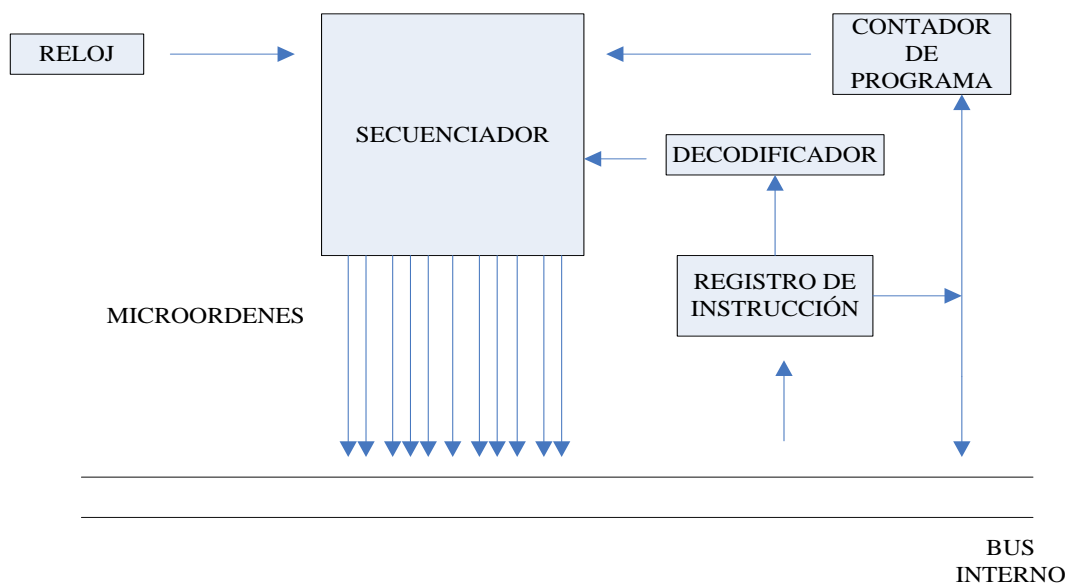 RELOJ
SECUENCIADOR
CONTADOR
DE
PROGRAMA
DECODIFICADOR
REGISTRO DE
INSTRUCCIÓN
MICROORDENES
BUS
INTERNO